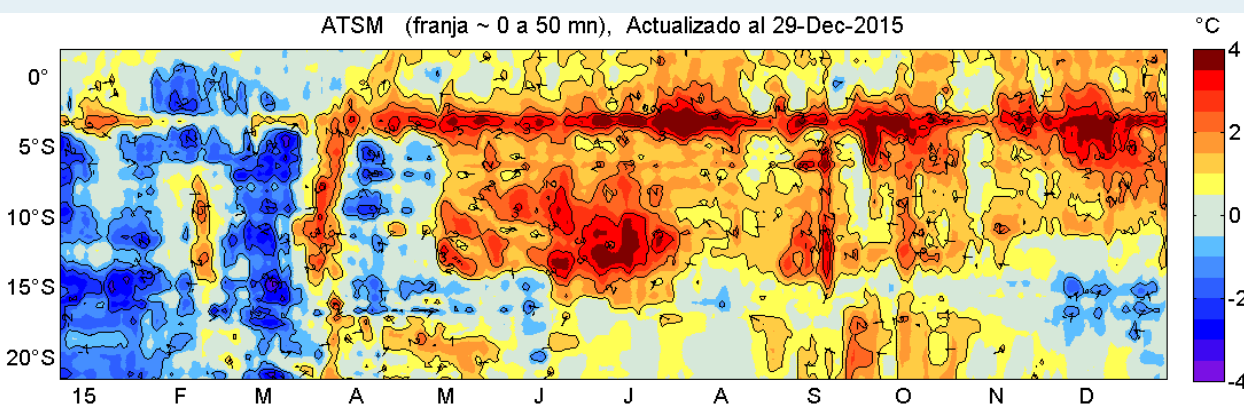 ATSM (franja ~ 0 a 50 mn), Actualizado al 29-Dec-2015
°C
0°
5°S
10°S
15°S
20°S
4
2
0
-2
-4
15 F M A M J J A S O N D